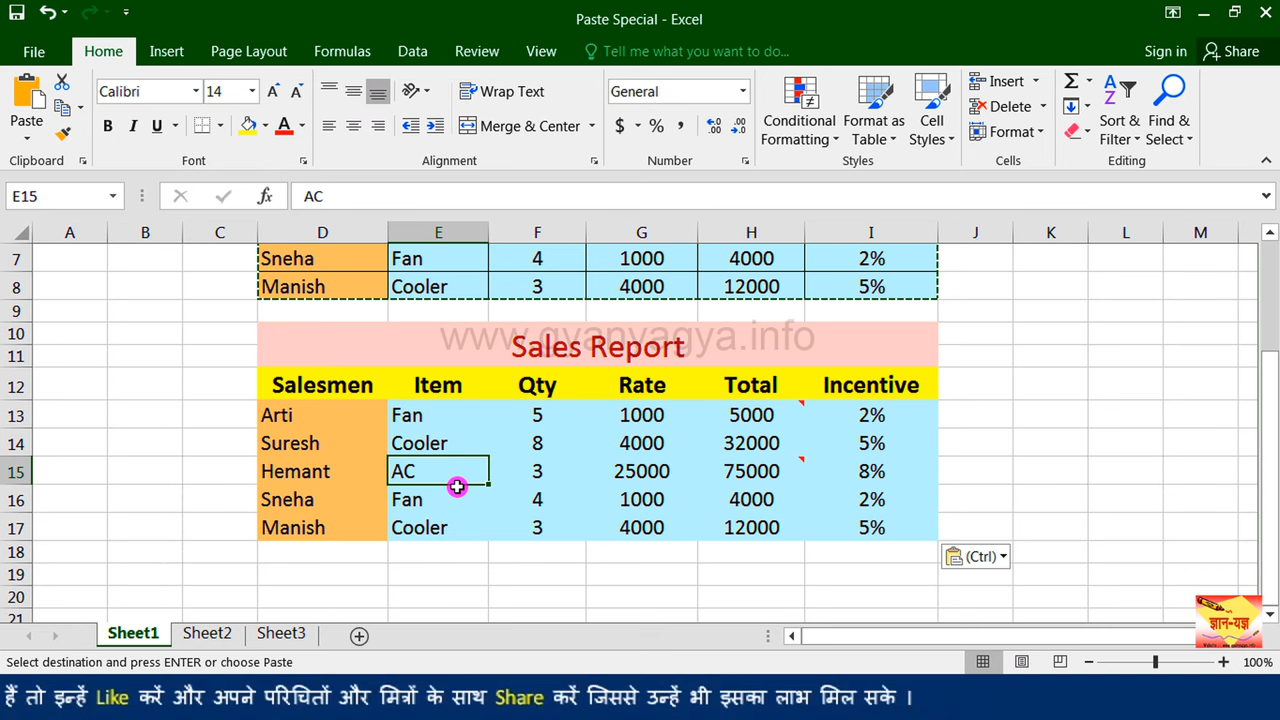 Paste Special - Excel
File Home Insert Page Layout Formulas Data Review View Tell me what you want to do... Sign in Share
Paste Calibri 14 Wrap Text General Conditional Formatting Format as Table Cell Styles Insert Sort & Filter Find & Select
B I U Merge & Center $ % , Delete
Format
Clipboard Font Alignment Number Styles Cells Editing
E15 fx AC
A B C D E F G H I J K L M
7 Sneha Fan 4 1000 4000 2%
8 Manish Cooler 3 4000 12000 5%
9
10
www.gyanyagya.info
11 Sales Report
12 Salesmen Item Qty Rate Total Incentive
13 Arti Fan 5 1000 5000 2%
14 Suresh Cooler 8 4000 32000 5%
15 Hemant AC 3 25000 75000 8%
16 Sneha Fan 4 1000 4000 2%
17 Manish Cooler 3 4000 12000 5%
18 (Ctrl)
19
20
21
ज्ञान-यज्ञ
Sheet1 Sheet2 Sheet3
Select destination and press ENTER or choose Paste 100%
हैं तो इन्हें Like करें और अपने परिचितों और मित्रों के साथ Share करें जिससे उन्हें भी इसका लाभ मिल सके ।